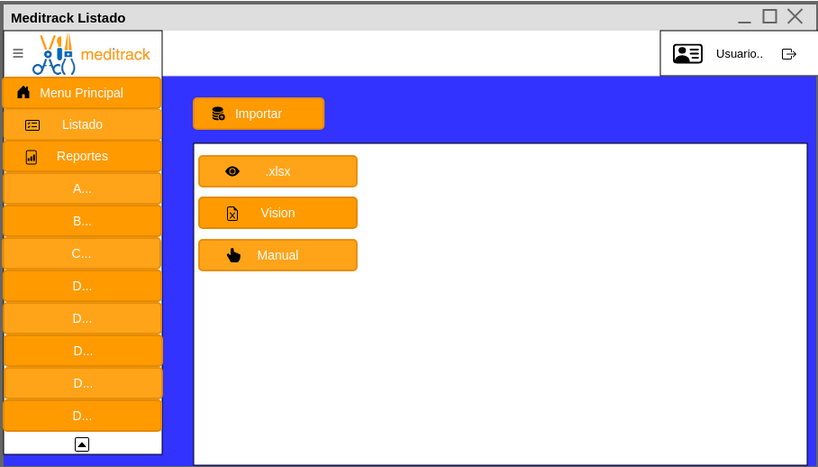 Meditrack Listado
meditrack
Usuario..
Menu Principal
Listado
Reportes
A...
B...
C...
D...
D...
D...
D...
D...
Importar
.xlsx
Vision
Manual